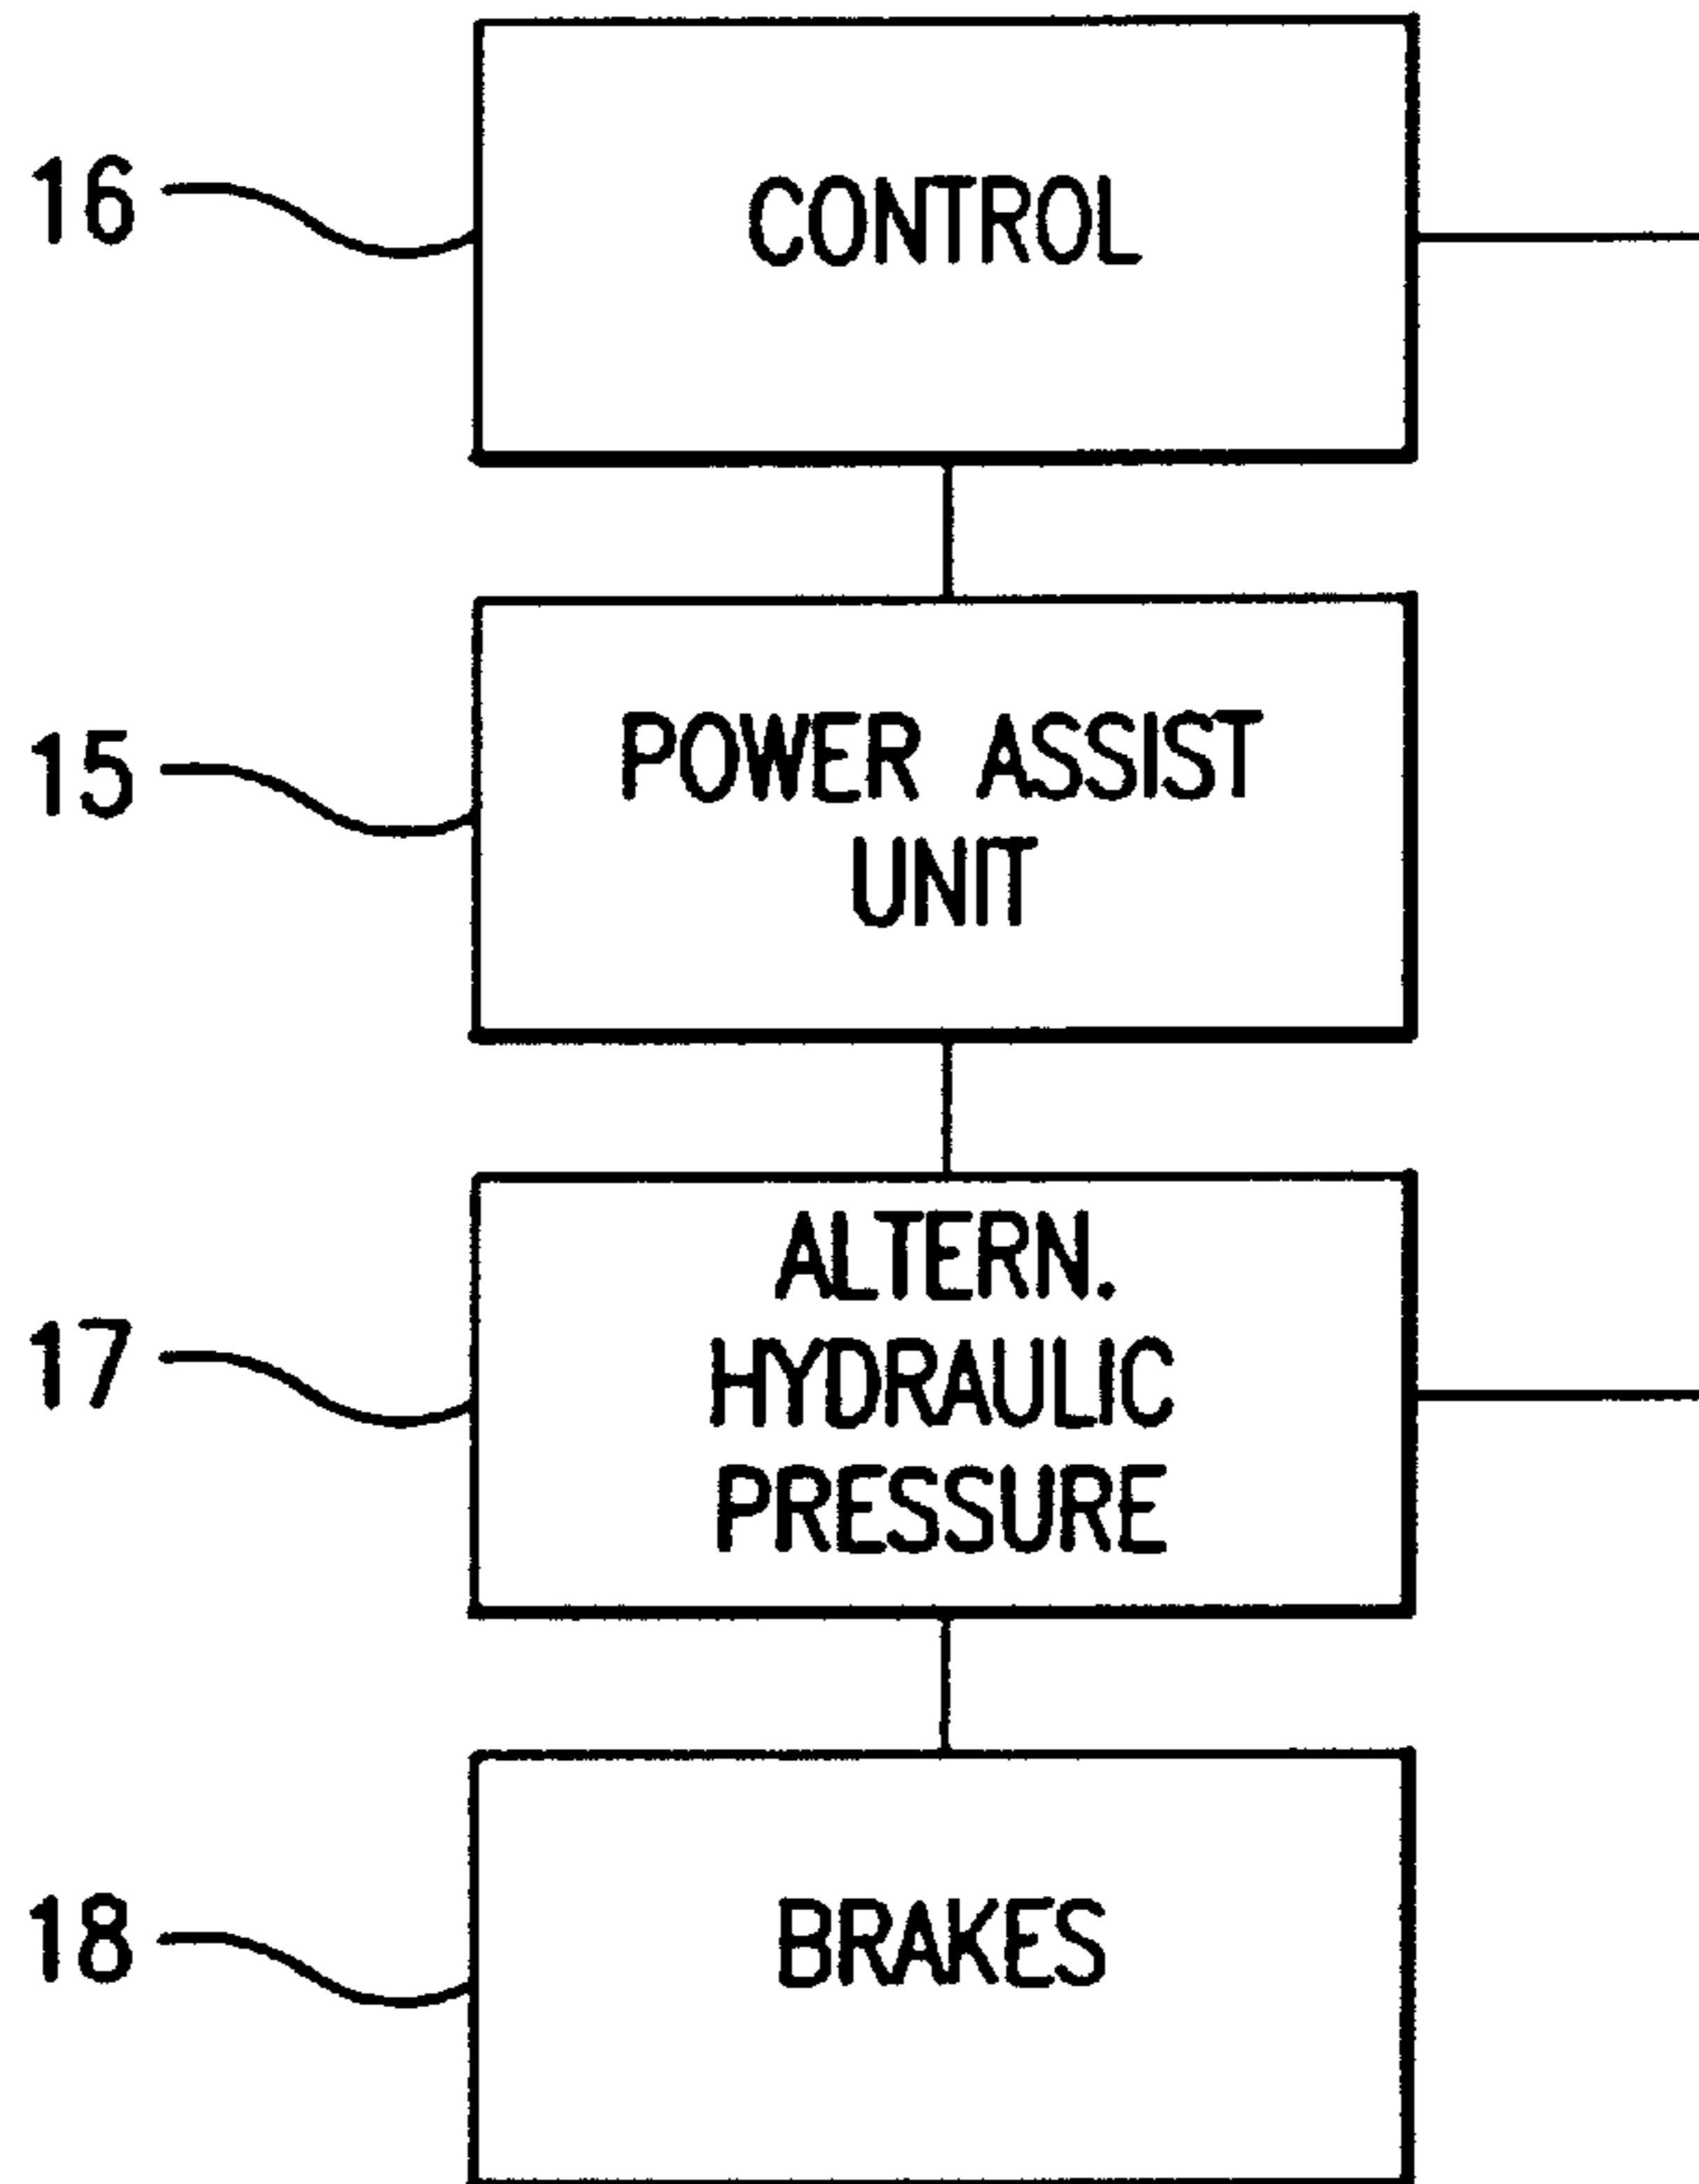 16
CONTROL
15
POWER ASSIST
UNIT
17
ALTERN.
HYDRAULIC
PRESSURE
18
BRAKES